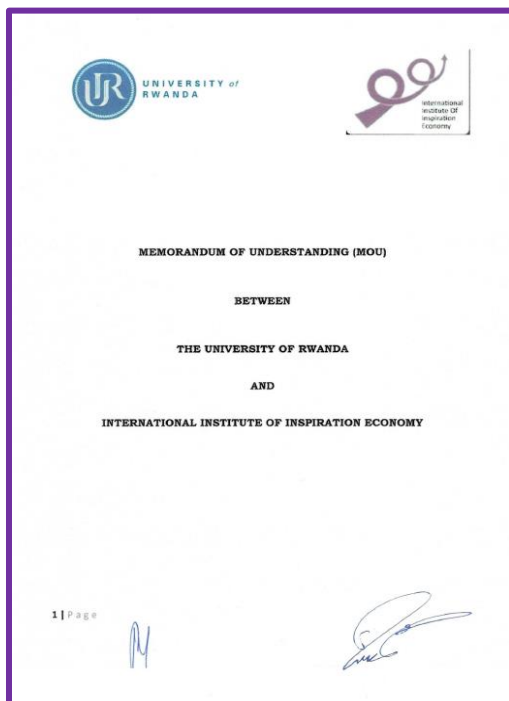 UR
UNIVERSITY of
RWANDA
International
Institute Of
Inspiration
Economy
MEMORANDUM OF UNDERSTANDING (MOU)
BETWEEN
THE UNIVERSITY OF RWANDA
AND
INTERNATIONAL INSTITUTE OF INSPIRATION ECONOMY
1 | Page